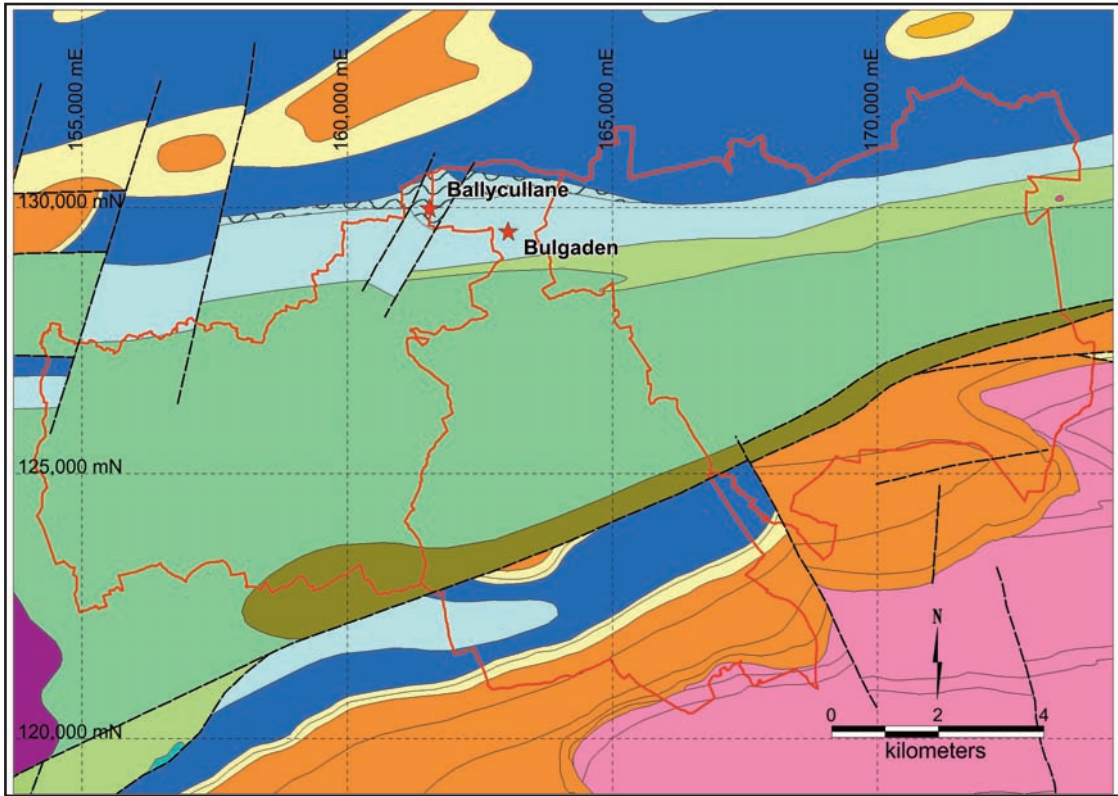 155,000 mE
160,000 mE
165,000 mE
170,000 mE
130,000 mN
Ballycullane
Bulgaden
125,000 mN
N
120,000 mN
0 2 4
kilometers